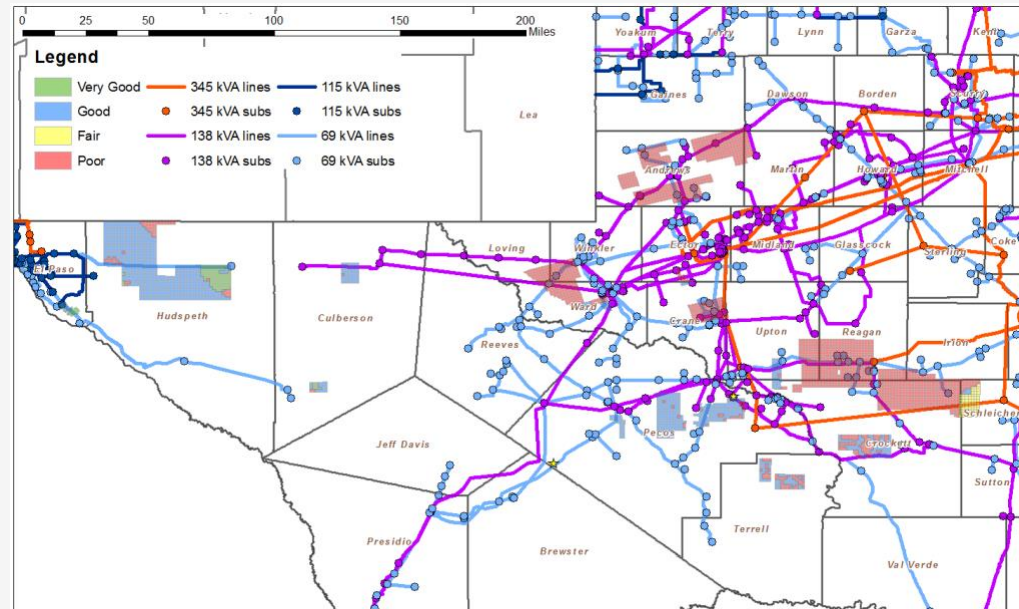 0 25 50 100 150 200
Miles
Legend
Very Good 345 kVA lines 115 kVA lines
Good 345 kVA subs 115 kVA subs
Fair 138 kVA lines 69 kVA lines
Poor 138 kVA subs 69 kVA subs
Yoakum Terry Lynn Garza Kent
Gaines Dawson Borden Scurry
Lea
Andrews Martin Howard Mitchell
Loving Winkler Ector Midland Glasscock Sterling Coke
El Paso Hudspeth Culberson Ward Crane Upton Reagan Irion
Reeves
Jeff Davis Pecos Crockett Schleicher
Sutton
Presidio Brewster Terrell Val Verde